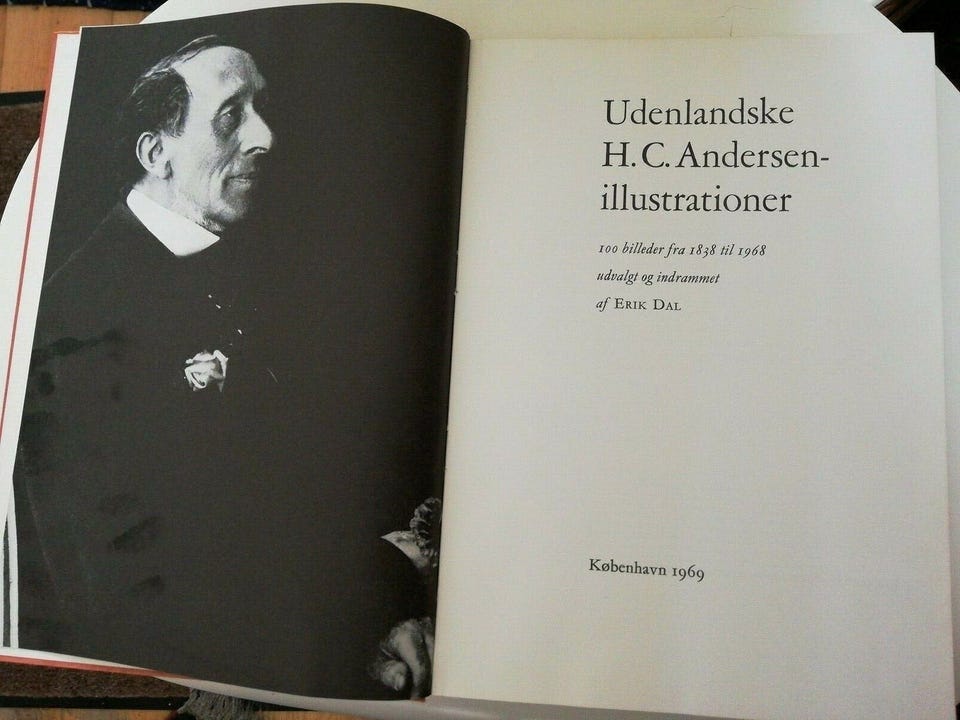 Udenlandske
H. C. Andersen-
illustrationer
100 billeder fra 1838 til 1968
udvalgt og indrammet
af ERIK DAL
København 1969